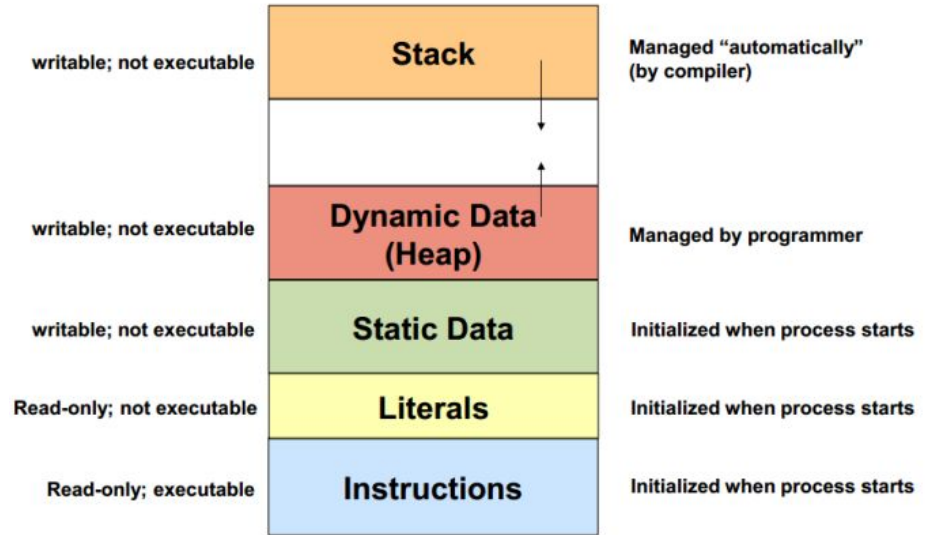 writable; not executable
Stack
Managed “automatically”
(by compiler)
writable; not executable
Dynamic Data
(Heap)
Managed by programmer
writable; not executable
Static Data
Initialized when process starts
Read-only; not executable
Literals
Initialized when process starts
Read-only; executable
Instructions
Initialized when process starts